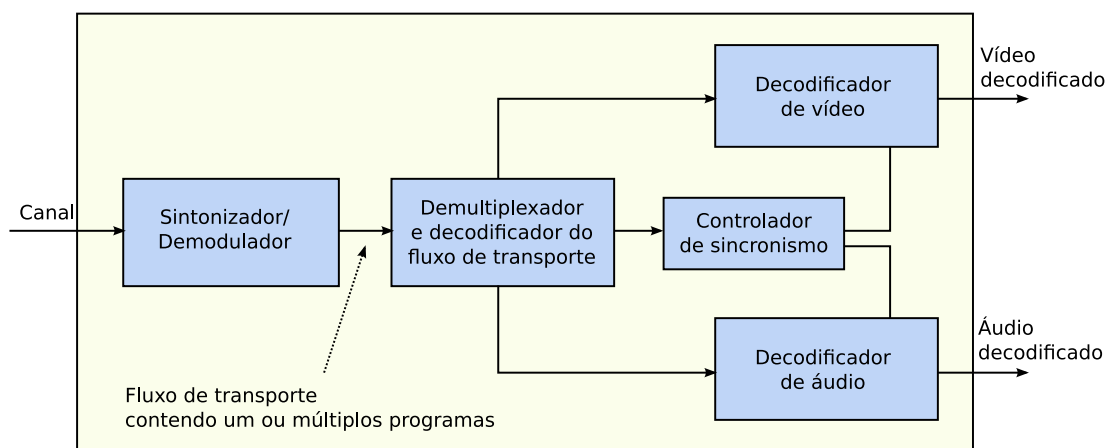 Canal
Sintonizador/
Demodulador
Fluxo de transporte
contendo um ou múltiplos programas
Demultiplexador
e decodificador do
fluxo de transporte
Controlador
de sincronismo
Decodificador
de vídeo
Vídeo
decodificado
Decodificador
de áudio
Áudio
decodificado